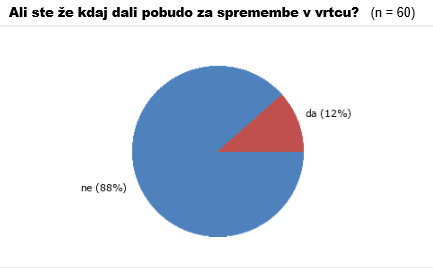 Ali ste že kdaj dali pobudo za spremembe v vrtcu? (n = 60)
da (12%)
ne (88%)